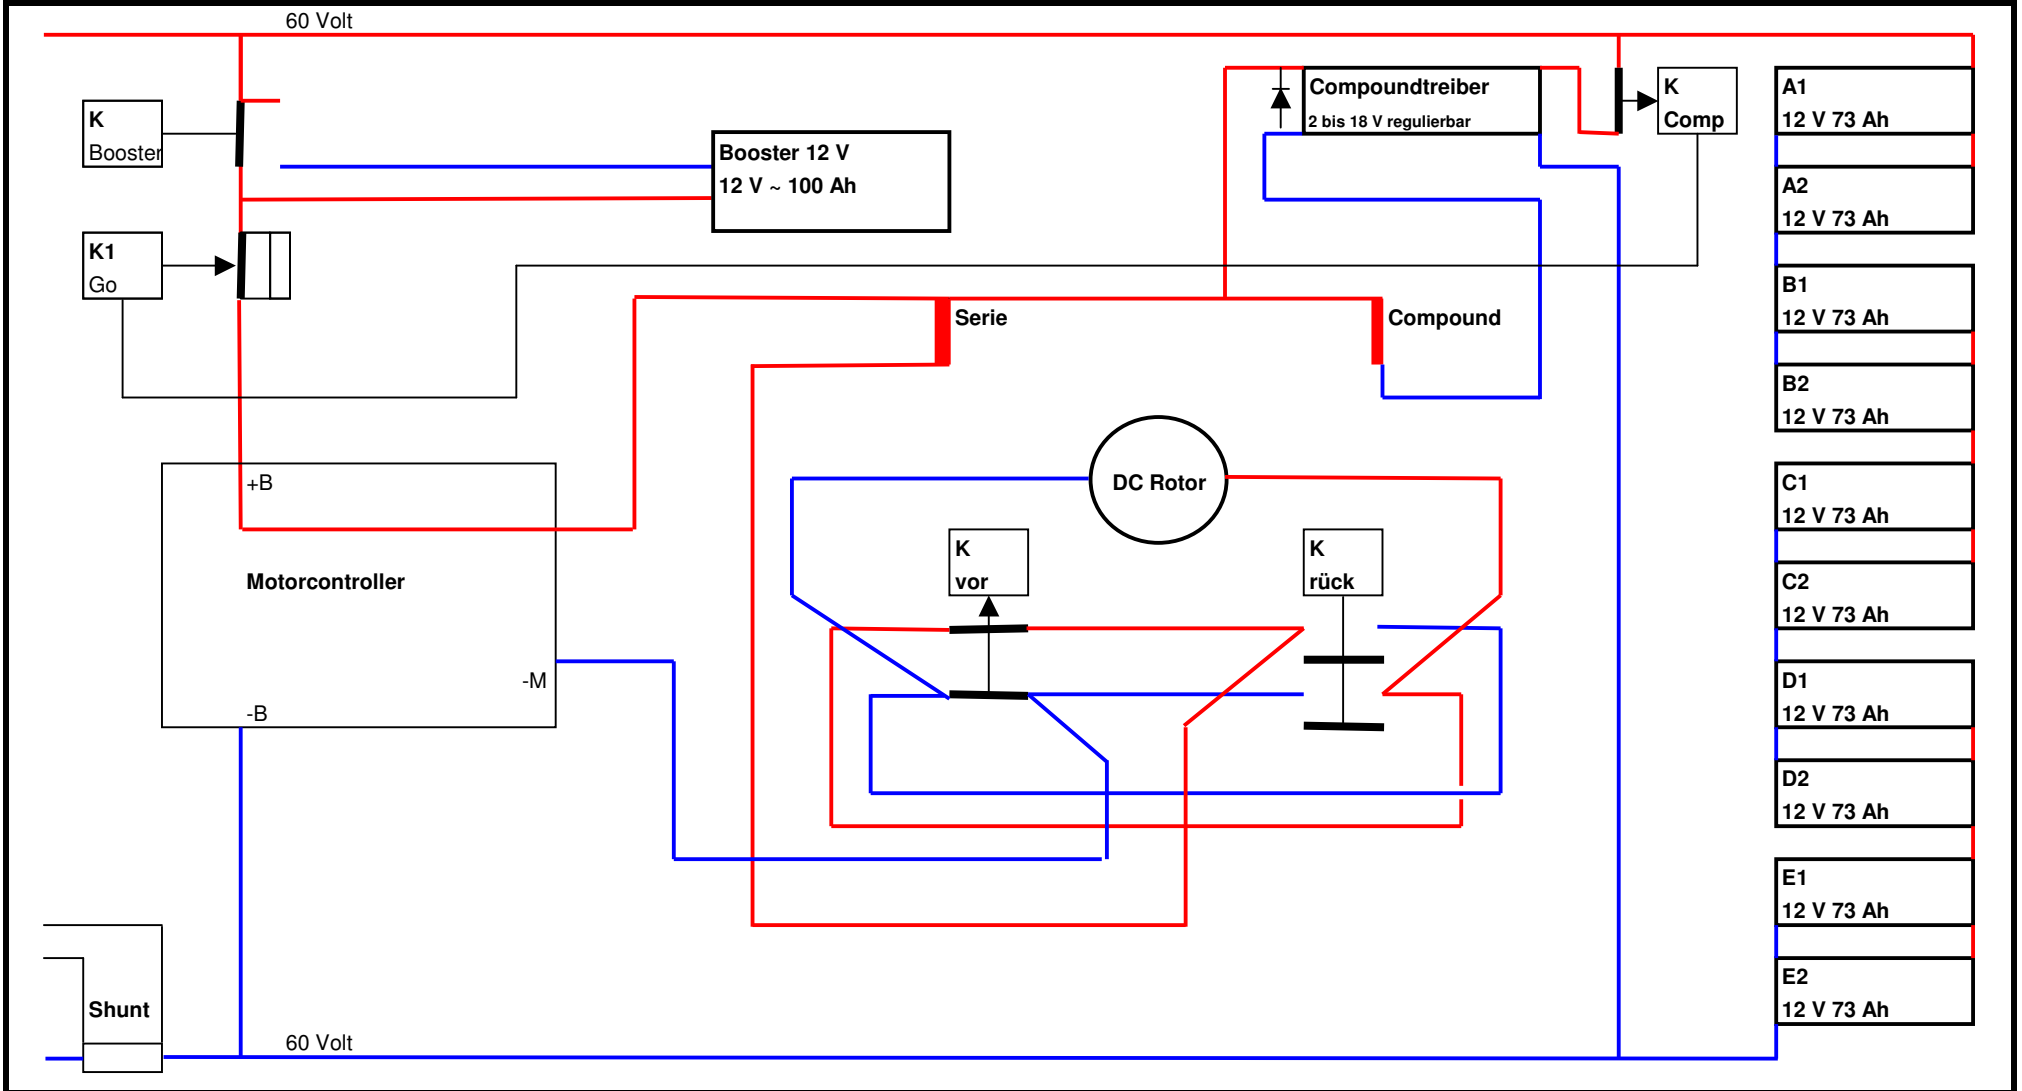 60 Volt
K
Booster
Booster 12 V
12 V ~ 100 Ah
Compoundtreiber
2 bis 18 V regulierbar
K
Comp
A1
12 V 73 Ah
A2
12 V 73 Ah
K1
Go
Serie
Compound
B1
12 V 73 Ah
B2
12 V 73 Ah
+B
Motorcontroller
-M
-B
DC Rotor
K
vor
K
rück
C1
12 V 73 Ah
C2
12 V 73 Ah
D1
12 V 73 Ah
D2
12 V 73 Ah
E1
12 V 73 Ah
E2
12 V 73 Ah
Shunt
60 Volt